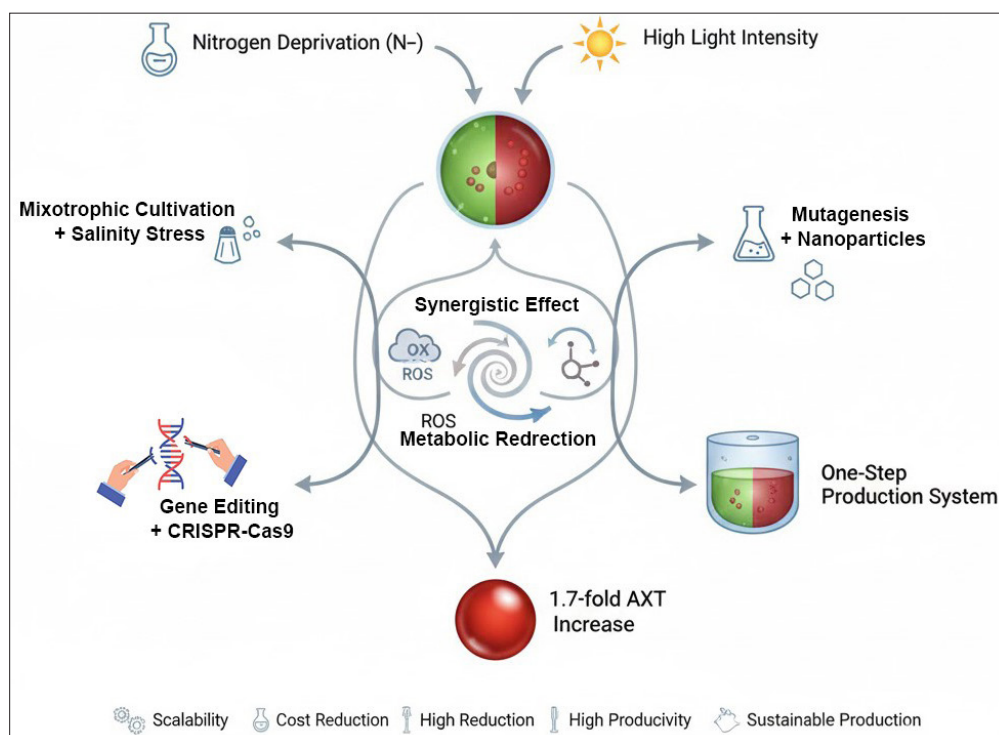 Nitrogen Deprivation (N-)
High Light Intensity
Mixotrophic Cultivation
+ Salinity Stress
Mutagenesis
+ Nanoparticles
Synergistic Effect
OX
ROS
ROS
Metabolic Redrection
Gene Editing
+ CRISPR-Cas9
One-Step
Production System
1.7-fold AXT
Increase
Scalability
Cost Reduction
High Reduction
High Producivity
Sustainable Production